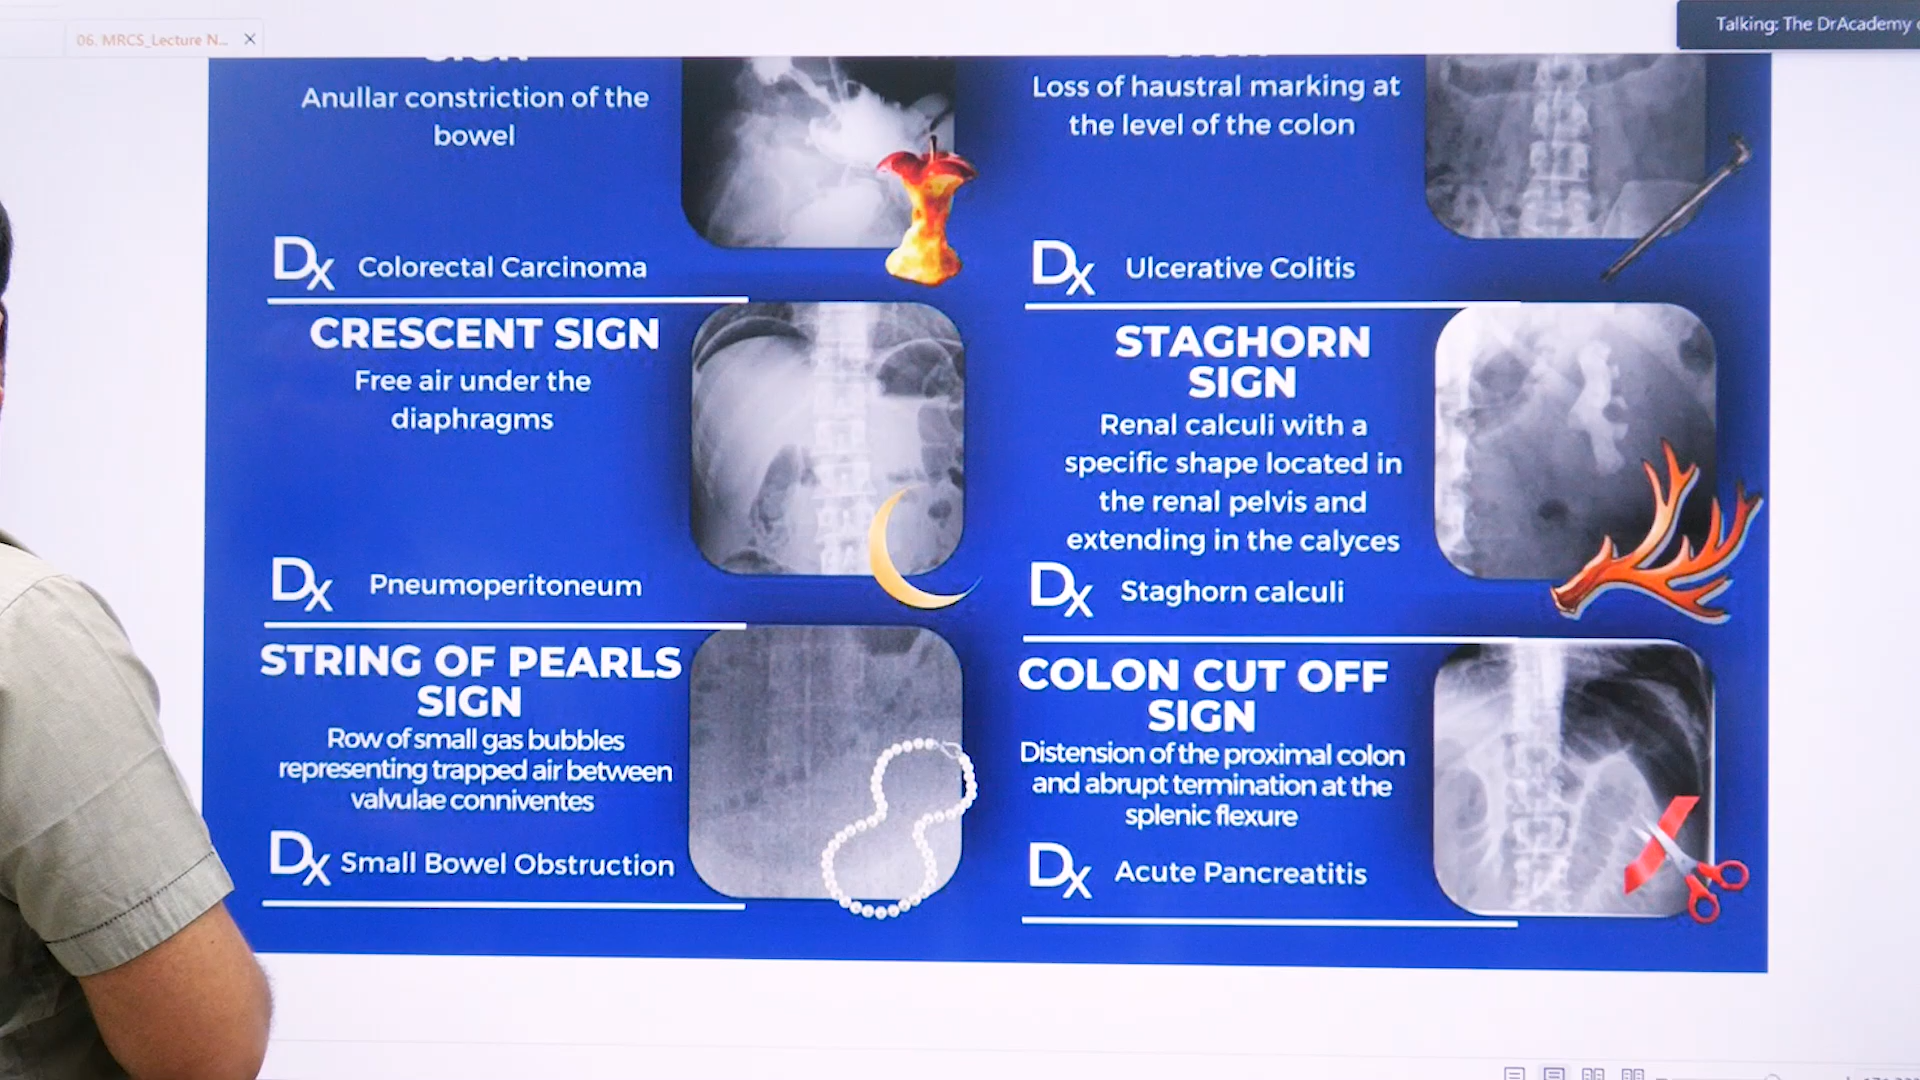 06. MRCS_Lecture N...
Talking: The DrAcademy
Anullar constriction of the
bowel
Dx Colorectal Carcinoma
Loss of haustral marking at
the level of the colon
Dx Ulcerative Colitis
CRESCENT SIGN
Free air under the
diaphragms
Dx Pneumoperitoneum
STAGHORN
SIGN
Renal calculi with a
specific shape located in
the renal pelvis and
extending in the calyces
Dx Staghorn calculi
STRING OF PEARLS
SIGN
Row of small gas bubbles
representing trapped air between
valvulae conniventes
Dx Small Bowel Obstruction
COLON CUT OFF
SIGN
Distension of the proximal colon
and abrupt termination at the
splenic flexure
Dx Acute Pancreatitis